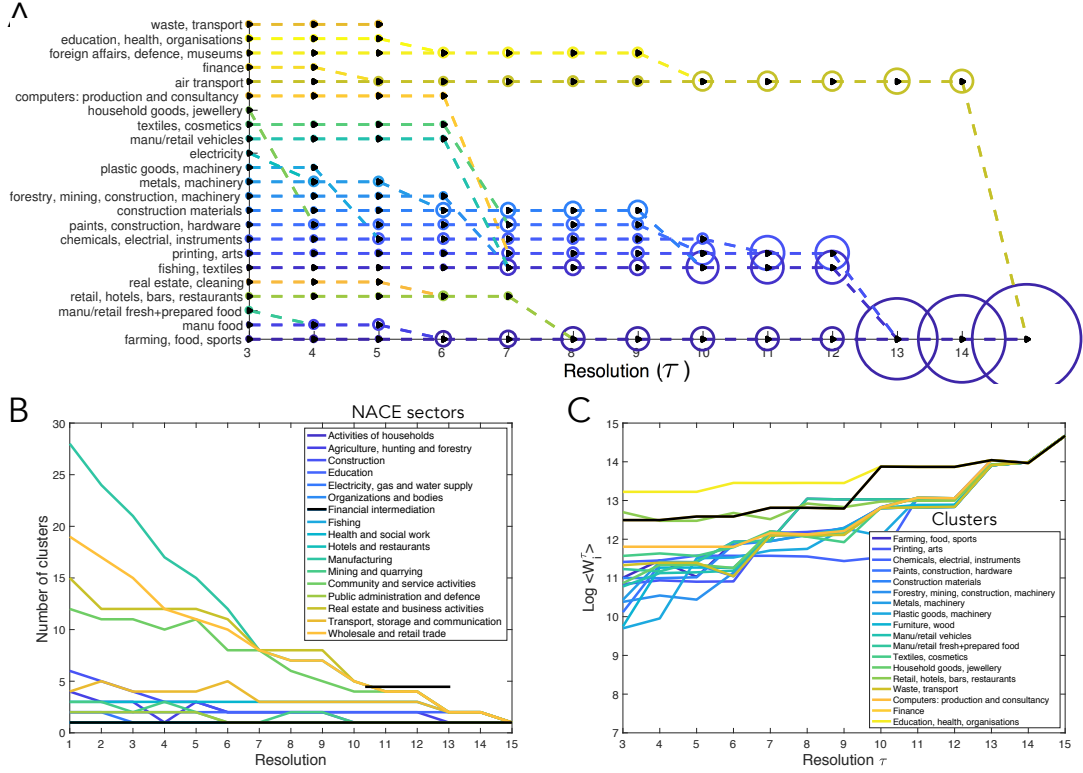 A
waste, transport
education, health, organisations
foreign affairs, defence, museums
finance
air transport
computers: production and consultancy
household goods, jewellery
textiles, cosmetics
manu/retail vehicles
electricity
plastic goods, machinery
metals, machinery
forestry, mining, construction, machinery
construction materials
paints, construction, hardware
chemicals, electrial, instruments
printing, arts
fishing, textiles
real estate, cleaning
retail, hotels, bars, restaurants
manu/retail fresh+prepared food
manu food
farming, food, sports
3 4 5 6 7 8 9 10 11 12 13 14
Resolution (τ)
B
NACE sectors
30
25
20
15
10
5
0
Number of clusters
Activities of households
Agriculture, hunting and forestry
Construction
Education
Electricity, gas and water supply
Organizations and bodies
Financial intermediation
Fishing
Health and social work
Hotels and restaurants
Manufacturing
Mining and quarrying
Community and service activities
Public administration and defence
Real estate and business activities
Transport, storage and communication
Wholesale and retail trade
1 2 3 4 5 6 7 8 9 10 11 12 13 14 15
Resolution
C
15
14
13
12
11
10
9
8
7
Log <W_i^τ>
Clusters
Farming, food, sports
Printing, arts
Chemicals, electrial, instruments
Paints, construction, hardware
Construction materials
Forestry, mining, construction, machinery
Metals, machinery
Plastic goods, machinery
Furniture, wood
Manu/retail vehicles
Manu/retail fresh+prepared food
Textiles, cosmetics
Household goods, jewellery
Retail, hotels, bars, restaurants
Waste, transport
Computers: production and consultancy
Finance
Education, health, organisations
3 4 5 6 7 8 9 10 11 12 13 14 15
Resolution τ